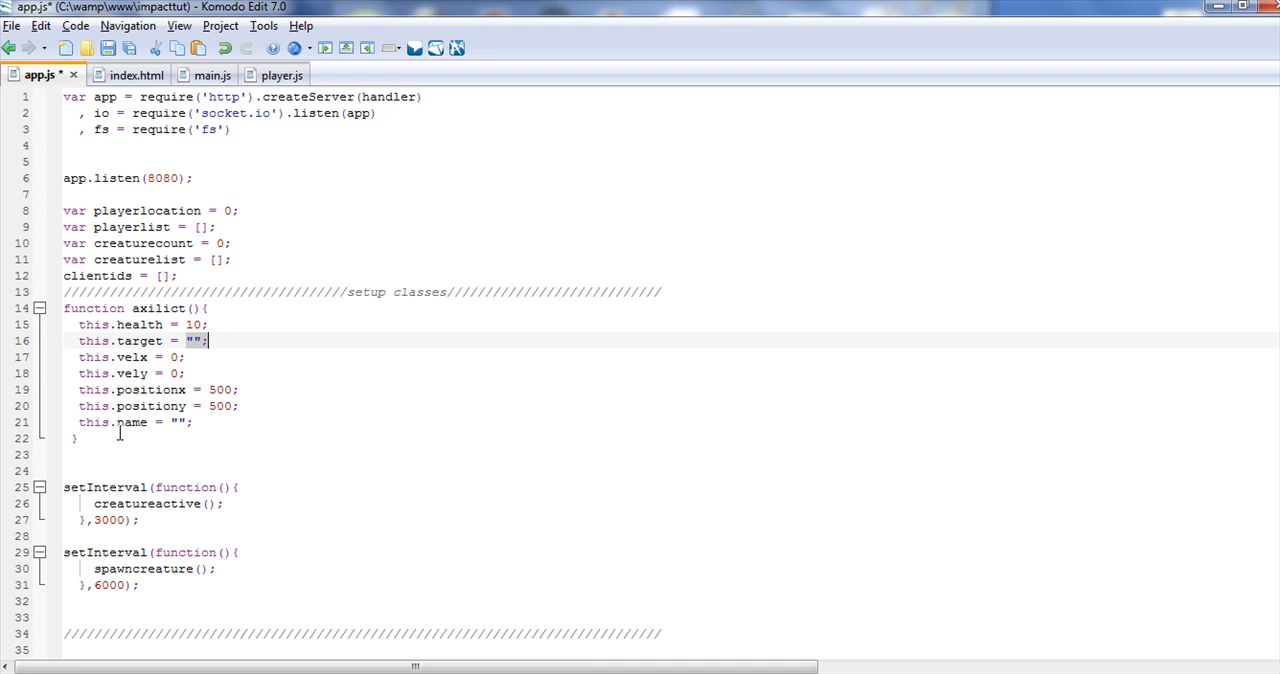 app.js* (C:\wamp\www\impacttut) - Komodo Edit 7.0
File Edit Code Navigation View Project Tools Help
app.js * index.html main.js player.js
1 var app = require('http').createServer(handler)
2 , io = require('socket.io').listen(app)
3 , fs = require('fs')
4
5
6 app.listen(8080);
7
8 var playerlocation = 0;
9 var playerlist = [];
10 var creaturecount = 0;
11 var creaturelist = [];
12 clientids = [];
13 /////////////////////////////////////setup classes////////////////////////////
14 function axilict(){
15 this.health = 10;
16 this.target = "";
17 this.velx = 0;
18 this.vely = 0;
19 this.positionx = 500;
20 this.positiony = 500;
21 this.name = "";
22 }
23
24
25 setInterval(function(){
26 creatureactive();
27 },3000);
28
29 setInterval(function(){
30 spawncreature();
31 },6000);
32
33
34 //////////////////////////////////////////////////////////////////////////////
35